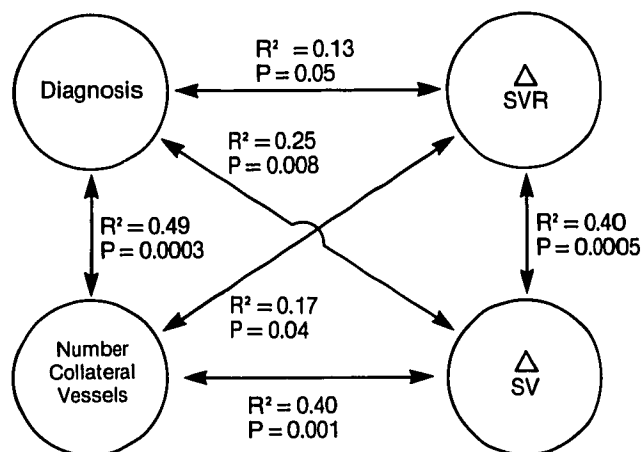 R² = 0.13
P = 0.05
Diagnosis
△
SVR
R² = 0.25
P = 0.008
R² = 0.49
P = 0.0003
R² = 0.40
P = 0.0005
R² = 0.17
P = 0.04
Number
Collateral
Vessels
△
SV
R² = 0.40
P = 0.001